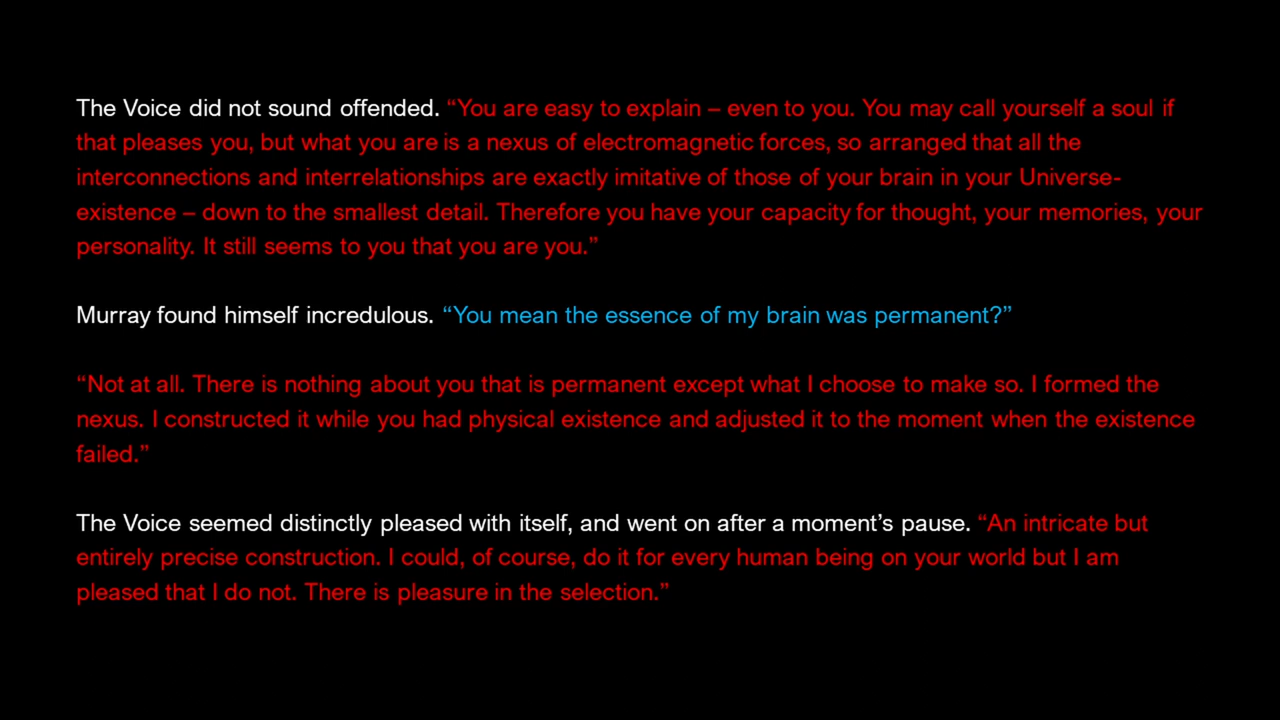 The Voice did not sound offended. “You are easy to explain – even to you. You may call yourself a soul if
that pleases you, but what you are is a nexus of electromagnetic forces, so arranged that all the
interconnections and interrelationships are exactly imitative of those of your brain in your Universe-
existence – down to the smallest detail. Therefore you have your capacity for thought, your memories, your
personality. It still seems to you that you are you.”
Murray found himself incredulous. “You mean the essence of my brain was permanent?”
“Not at all. There is nothing about you that is permanent except what I choose to make so. I formed the
nexus. I constructed it while you had physical existence and adjusted it to the moment when the existence
failed.”
The Voice seemed distinctly pleased with itself, and went on after a moment’s pause. “An intricate but
entirely precise construction. I could, of course, do it for every human being on your world but I am
pleased that I do not. There is pleasure in the selection.”